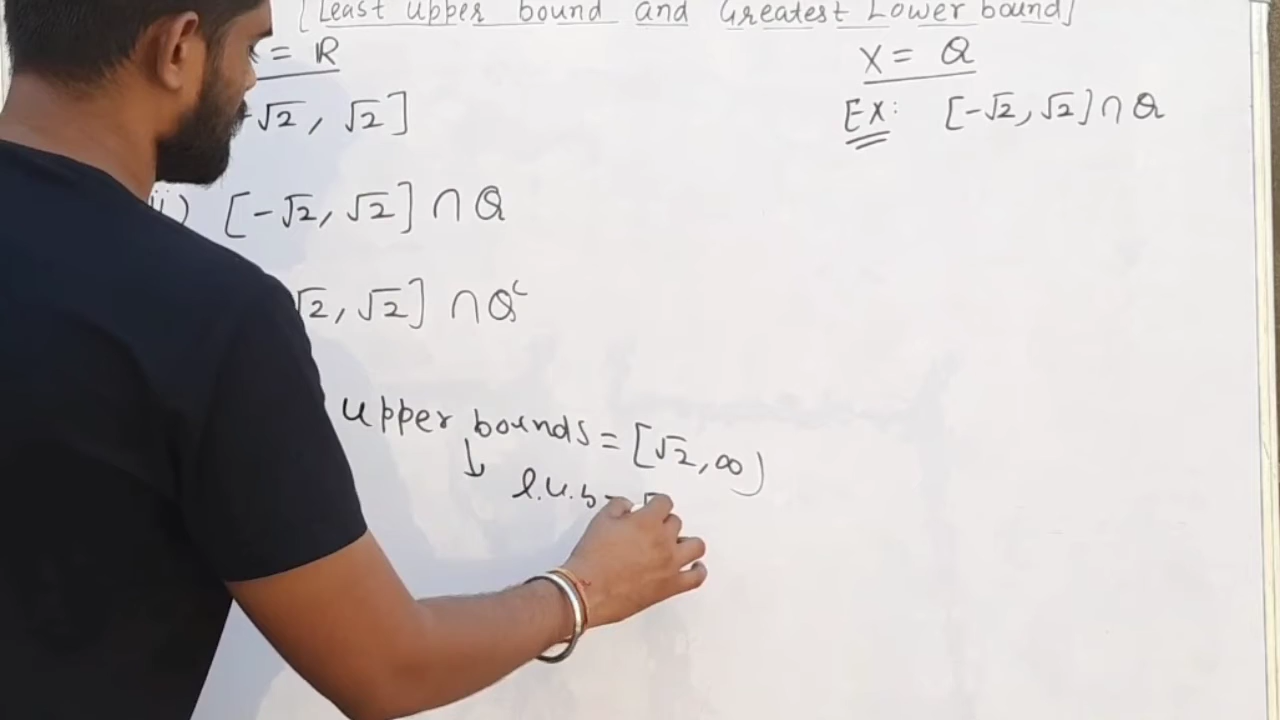 [Least upper bound and Greatest Lower bound]
= ℝ
-√2, √2]
ii) [-√2, √2] ∩ Q
√2, √2] ∩ Qᶜ
upper bounds = [√2, ∞)
↳ l.u.b =
X = Q
EX: [-√2, √2] ∩ Q